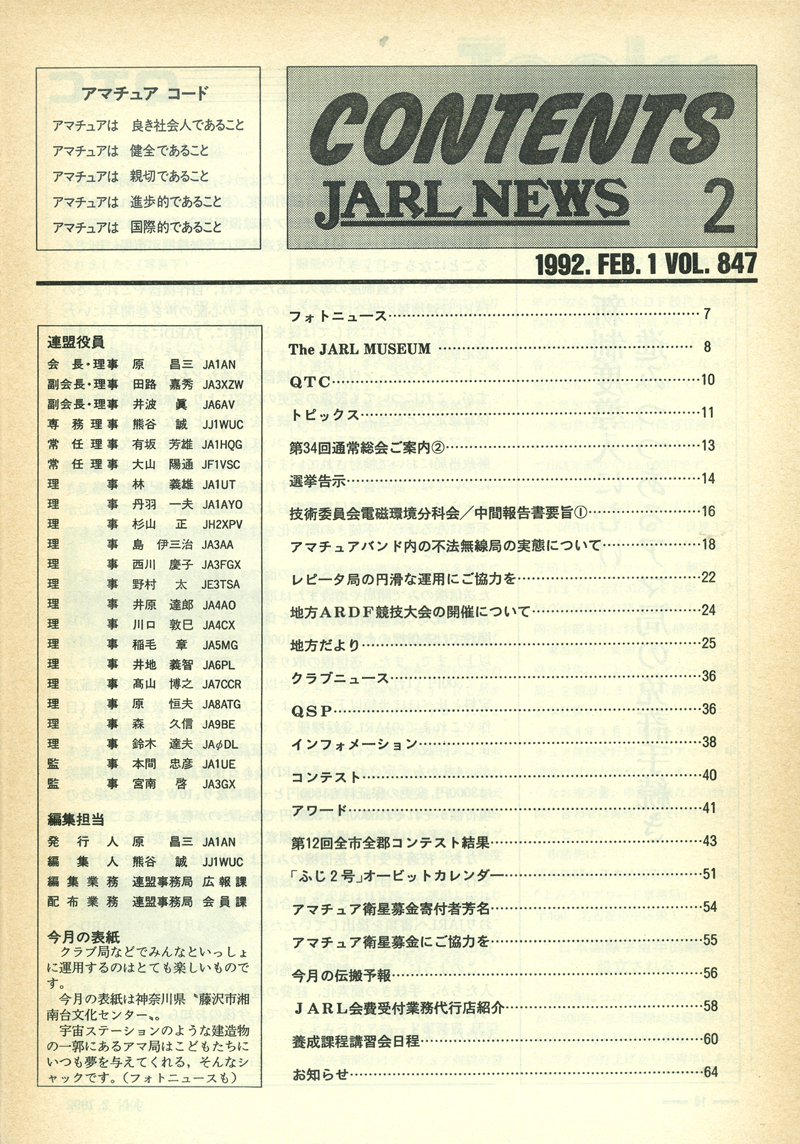 アマチュア コード
アマチュアは 良き社会人であること
アマチュアは 健全であること
アマチュアは 親切であること
アマチュアは 進歩的であること
アマチュアは 国際的であること
CONTENTS
JARL NEWS 2
1992. FEB. 1 VOL. 847
連盟役員
会長・理事 原 昌三 JA1AN
副会長・理事 田路 嘉秀 JA3XZW
副会長・理事 井波 眞 JA6AV
専務理事 熊谷 誠 JJ1WUC
常任理事 有坂 芳雄 JA1HQG
常任理事 大山 陽通 JF1VSC
理事 林 義雄 JA1UT
理事 丹羽 一夫 JA1AYO
理事 杉山 正 JH2XPV
理事 島 伊三治 JA3AA
理事 西川 慶子 JA3FGX
理事 野村 太 JE3TSA
理事 井原 達郎 JA4AO
理事 川口 敦巳 JA4CX
理事 稲毛 章 JA5MG
理事 井地 義智 JA6PL
理事 髙山 博之 JA7CCR
理事 原 恒夫 JA8ATG
理事 森 久信 JA9BE
理事 鈴木 達夫 JAφDL
監事 本間 忠彦 JA1UE
監事 宮南 啓 JA3GX
編集担当
発行人 原 昌三 JA1AN
編集人 熊谷 誠 JJ1WUC
編集業務 連盟事務局 広報課
配布業務 連盟事務局 会員課
今月の表紙
クラブ局などでみんなといっしょ
に運用するのはとても楽しいもので
す。
今月の表紙は神奈川県〝藤沢市湘
南台文化センター〟。
宇宙ステーションのような建造物
の一郭にあるアマ局はこどもたちに
いつも夢を与えてくれる，そんなシ
ャックです。（フォトニュースも）
フォトニュース…7
The JARL MUSEUM …8
QTC…10
トピックス…11
第34回通常総会ご案内②…13
選挙告示…14
技術委員会電磁環境分科会／中間報告書要旨①…16
アマチュアバンド内の不法無線局の実態について…18
レピータ局の円滑な運用にご協力を…22
地方ARDF競技大会の開催について…24
地方だより…25
クラブニュース…36
QSP…36
インフォメーション…38
コンテスト…40
アワード…41
第12回全市全郡コンテスト結果…43
「ふじ2号」オービットカレンダー…51
アマチュア衛星募金寄付者芳名…54
アマチュア衛星募金にご協力を…55
今月の伝搬予報…56
JARL会費受付業務代行店紹介…58
養成課程講習会日程…60
お知らせ…64